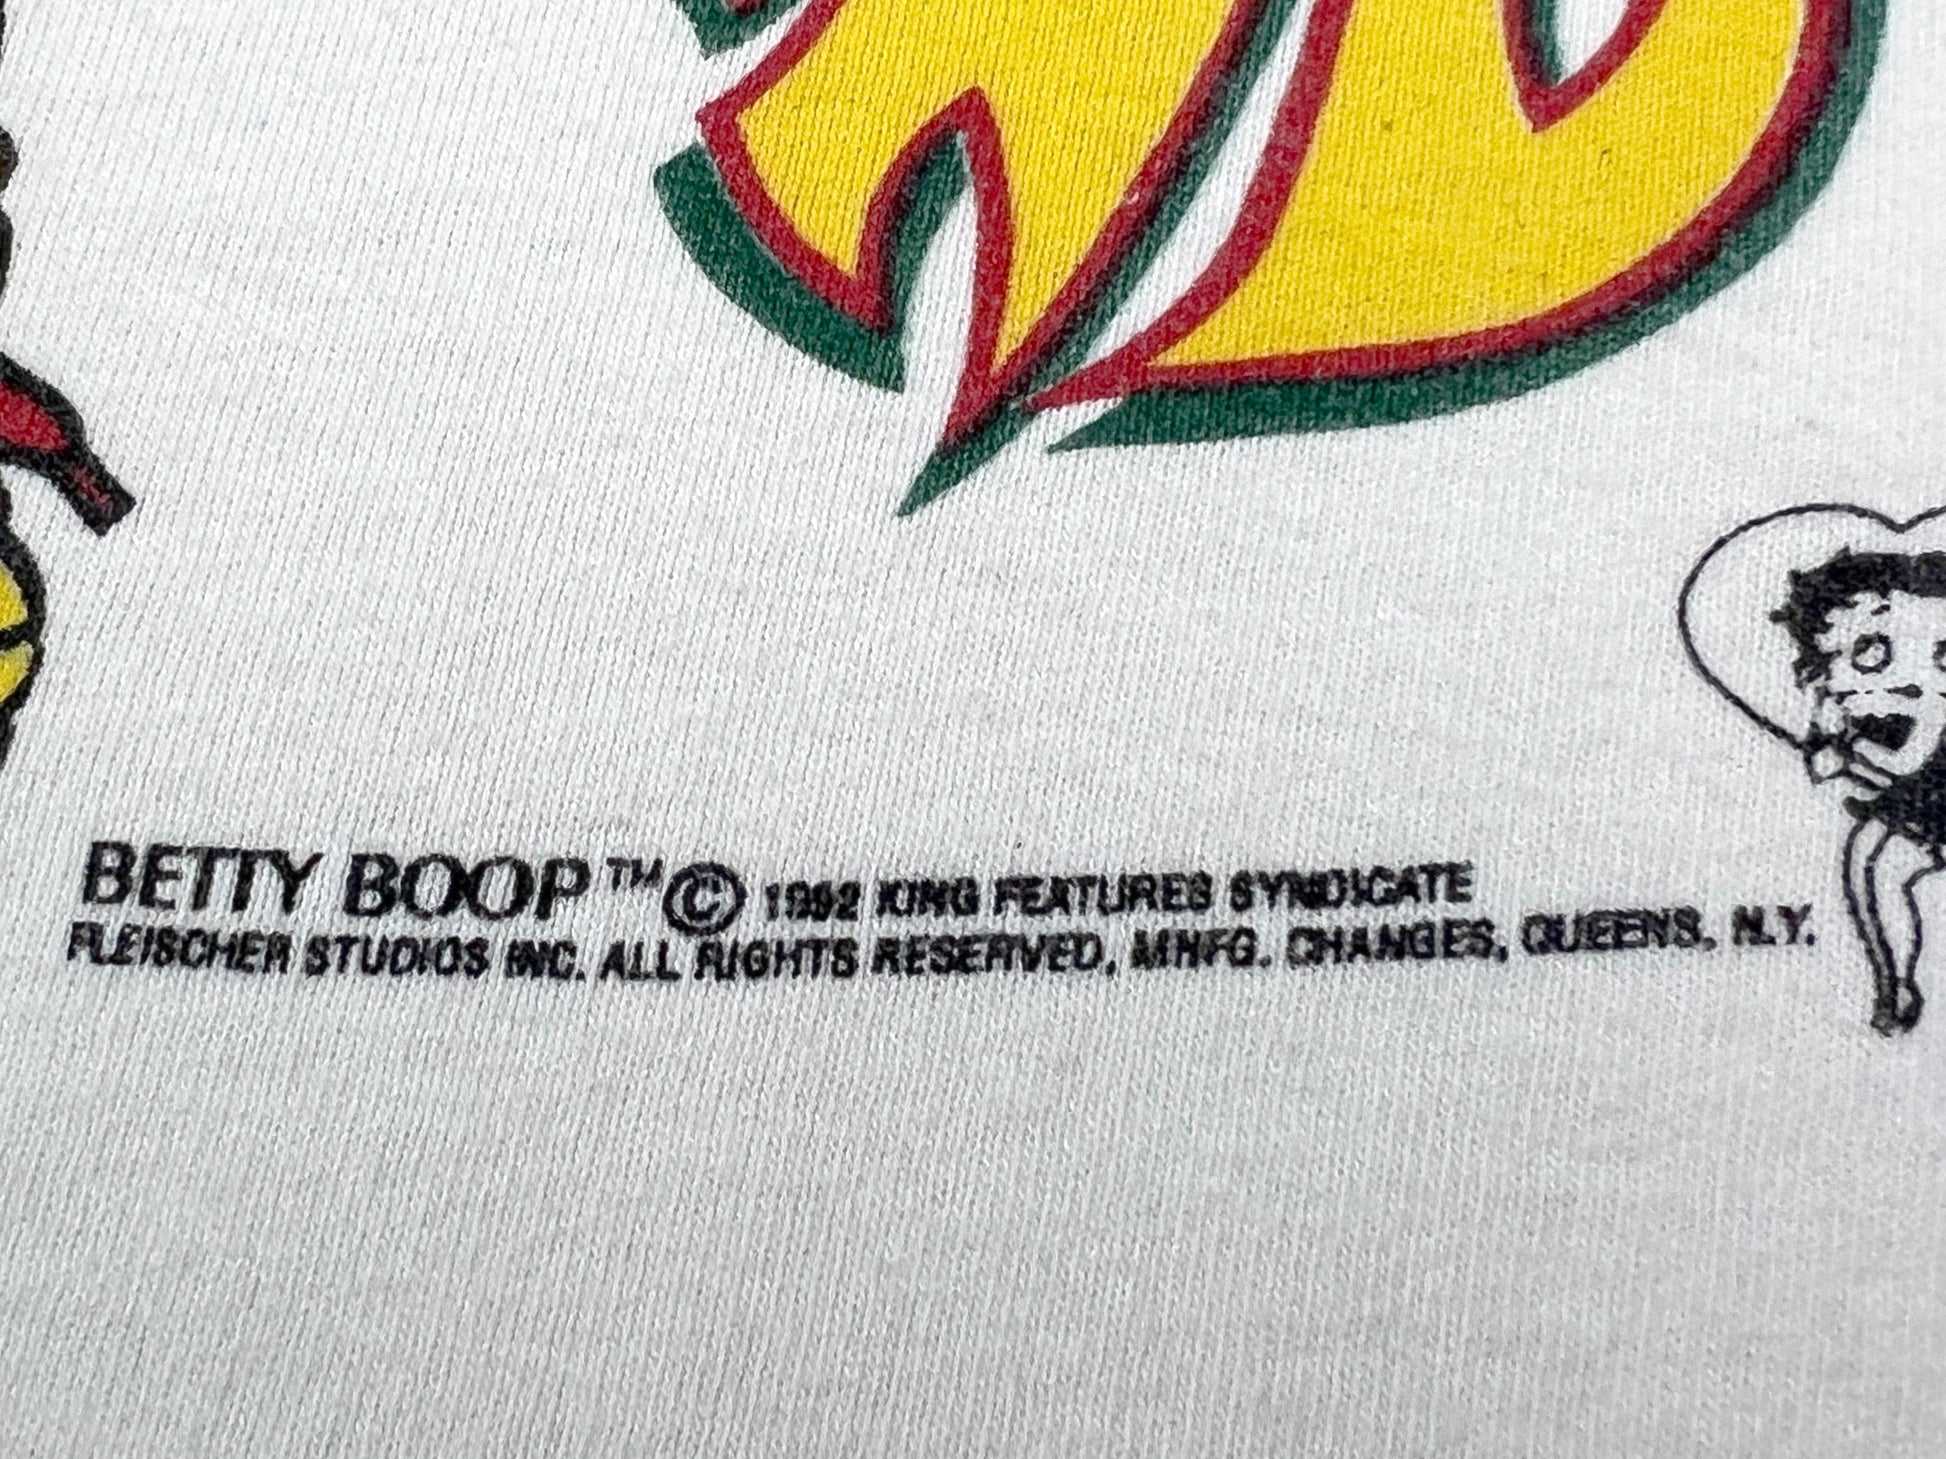 BETTY BOOP™ © 1992 KING FEATURES SYNDICATE
FLEISCHER STUDIOS INC. ALL RIGHTS RESERVED, MNFG. CHANGES, QUEENS, N.Y.